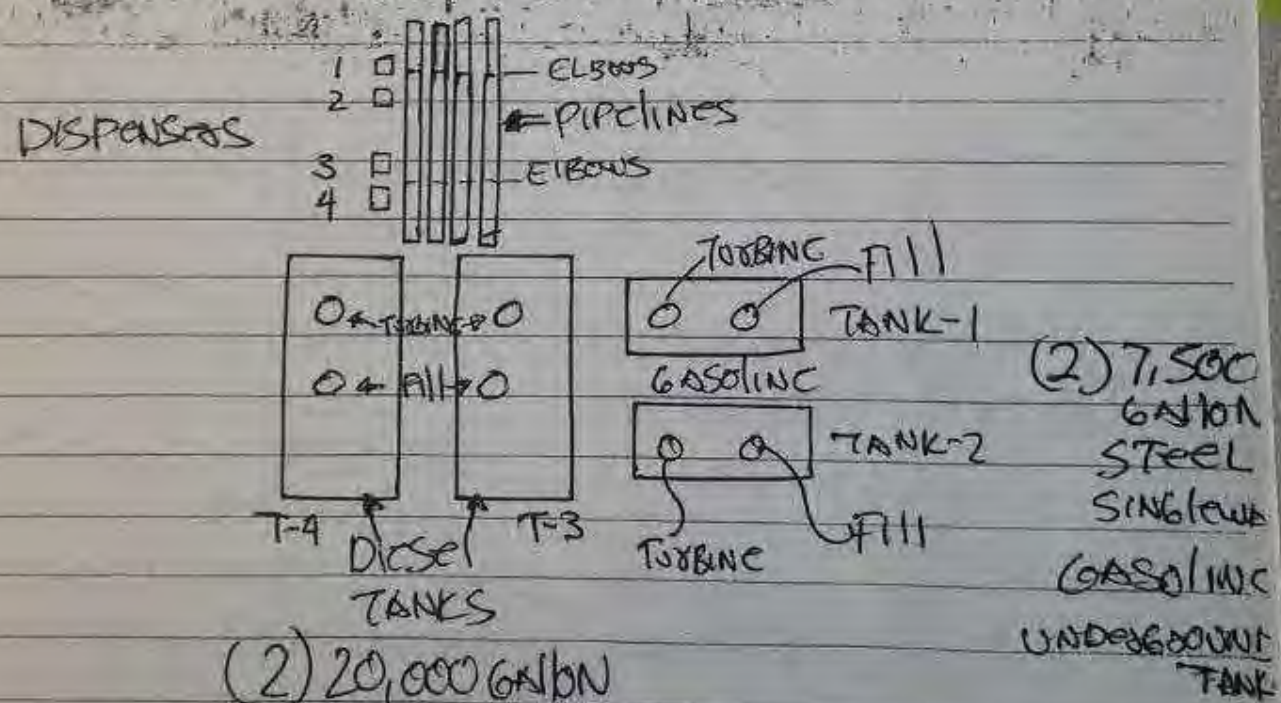 1
ELBOWS
2
PIPELINES
DISPENSERS
3
ELBOWS
4
TURBINE
FILL
TURBINE
TANK-1
FILL
GASOLINE
(2) 7,500
GALLON
TANK-2
STEEL
SINGLEWA
T-4
T-3
FILL
DIESEL
TURBINE
GASOLINE
TANKS
UNDERGROUND
(2) 20,000 GALLON
TANK